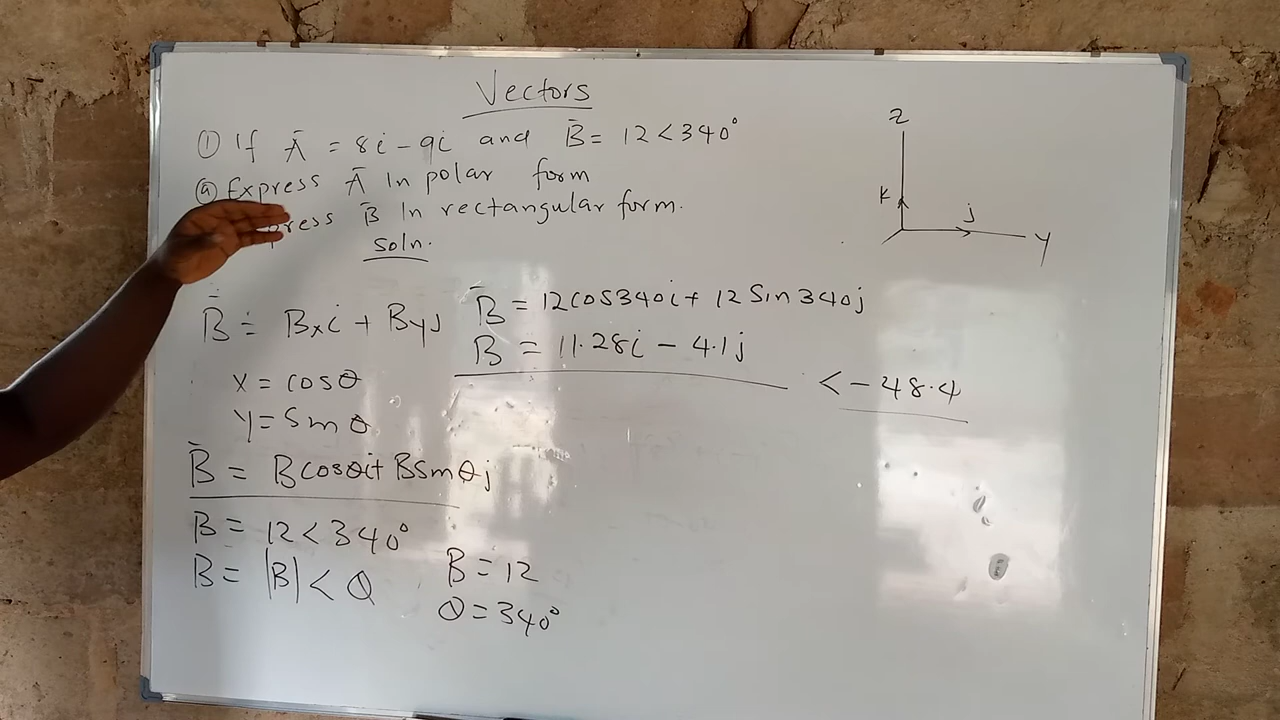 Vectors
① If A̅ = 8i - 9i and B̅ = 12 < 340°
ⓐ Express A̅ In polar form
press B̅ In rectangular form.
soln.
B̅ = Bxi + Byj
x = cosθ
y = Sinθ
B̅ = Bcosθi + BSinθj
B = 12 < 340°
B = |B| < θ
B = 12
θ = 340°
B̅ = 12cos340i + 12Sin340j
B = 11.28i - 4.1j
< - 48.4
Z
K
j
Y